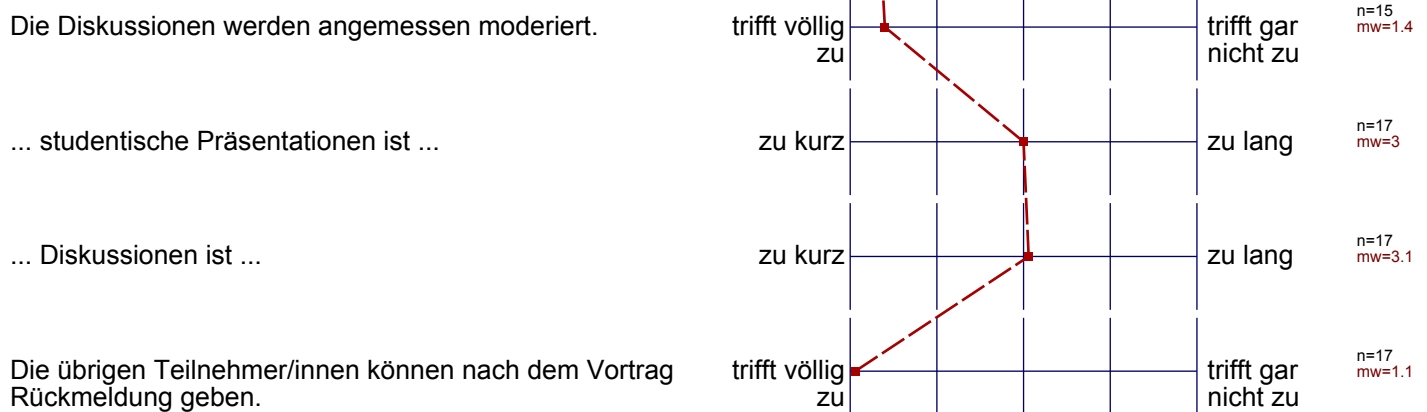 Die Diskussionen werden angemessen moderiert.
trifft völlig
zu
trifft gar
nicht zu
n=15
mw=1.4
... studentische Präsentationen ist ...
zu kurz
zu lang
n=17
mw=3
... Diskussionen ist ...
zu kurz
zu lang
n=17
mw=3.1
Die übrigen Teilnehmer/innen können nach dem Vortrag
Rückmeldung geben.
trifft völlig
zu
trifft gar
nicht zu
n=17
mw=1.1